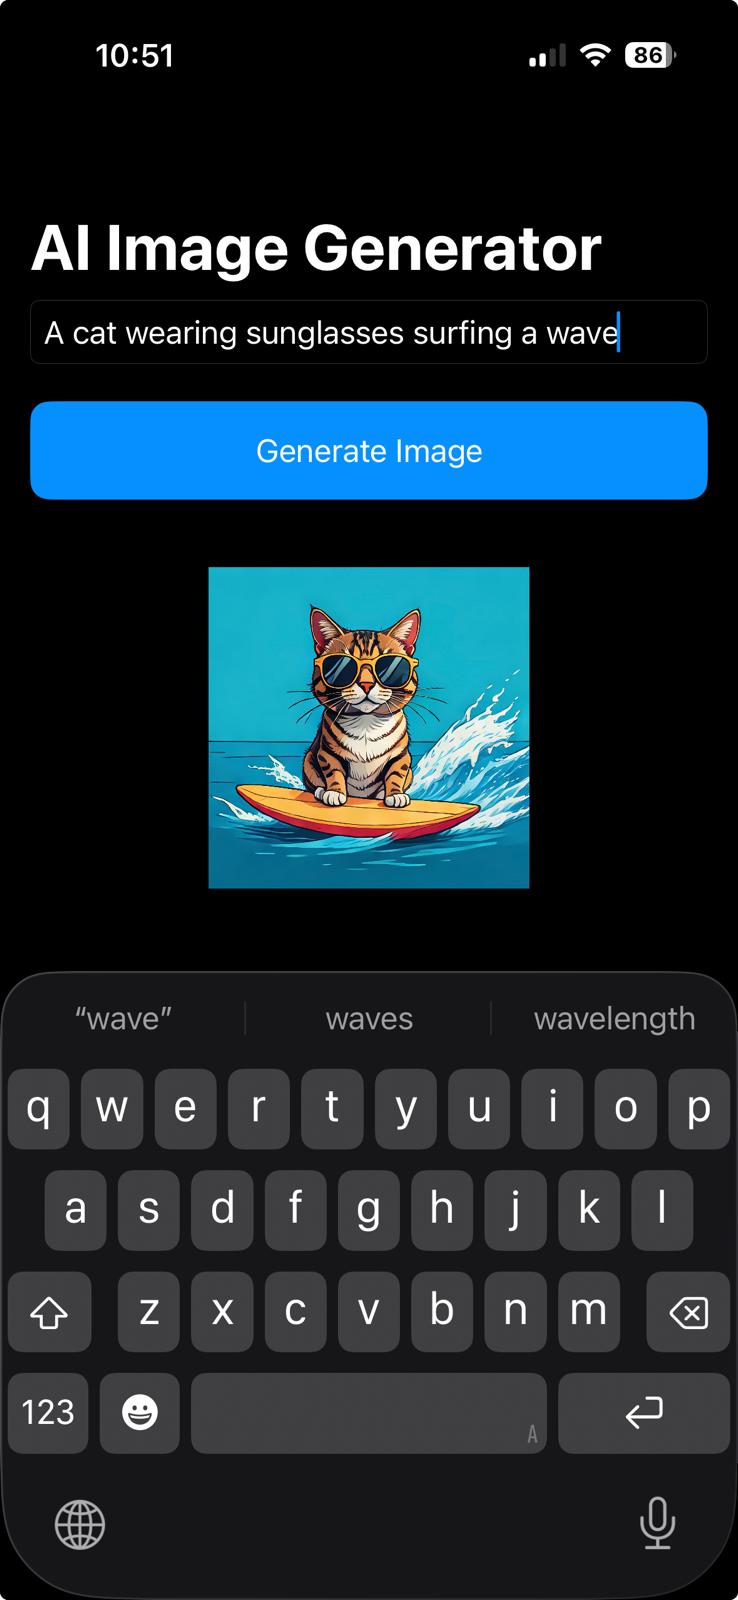 10:51
86
AI Image Generator
A cat wearing sunglasses surfing a wave
Generate Image
“wave” waves wavelength
q w e r t y u i o p
a s d f g h j k l
z x c v b n m
123
A